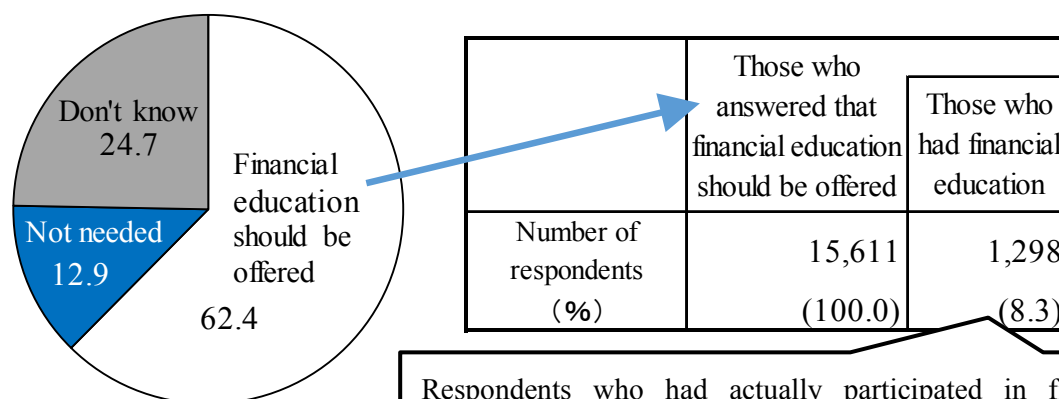 Don't know
24.7
Not needed
12.9
Financial
education
should be
offered
62.4
Those who
answered that
financial education
should be offered
Those who
had financial
education
Number of
respondents
(%)
15,611
(100.0)
1,298
(8.3)
Respondents who had actually participated in